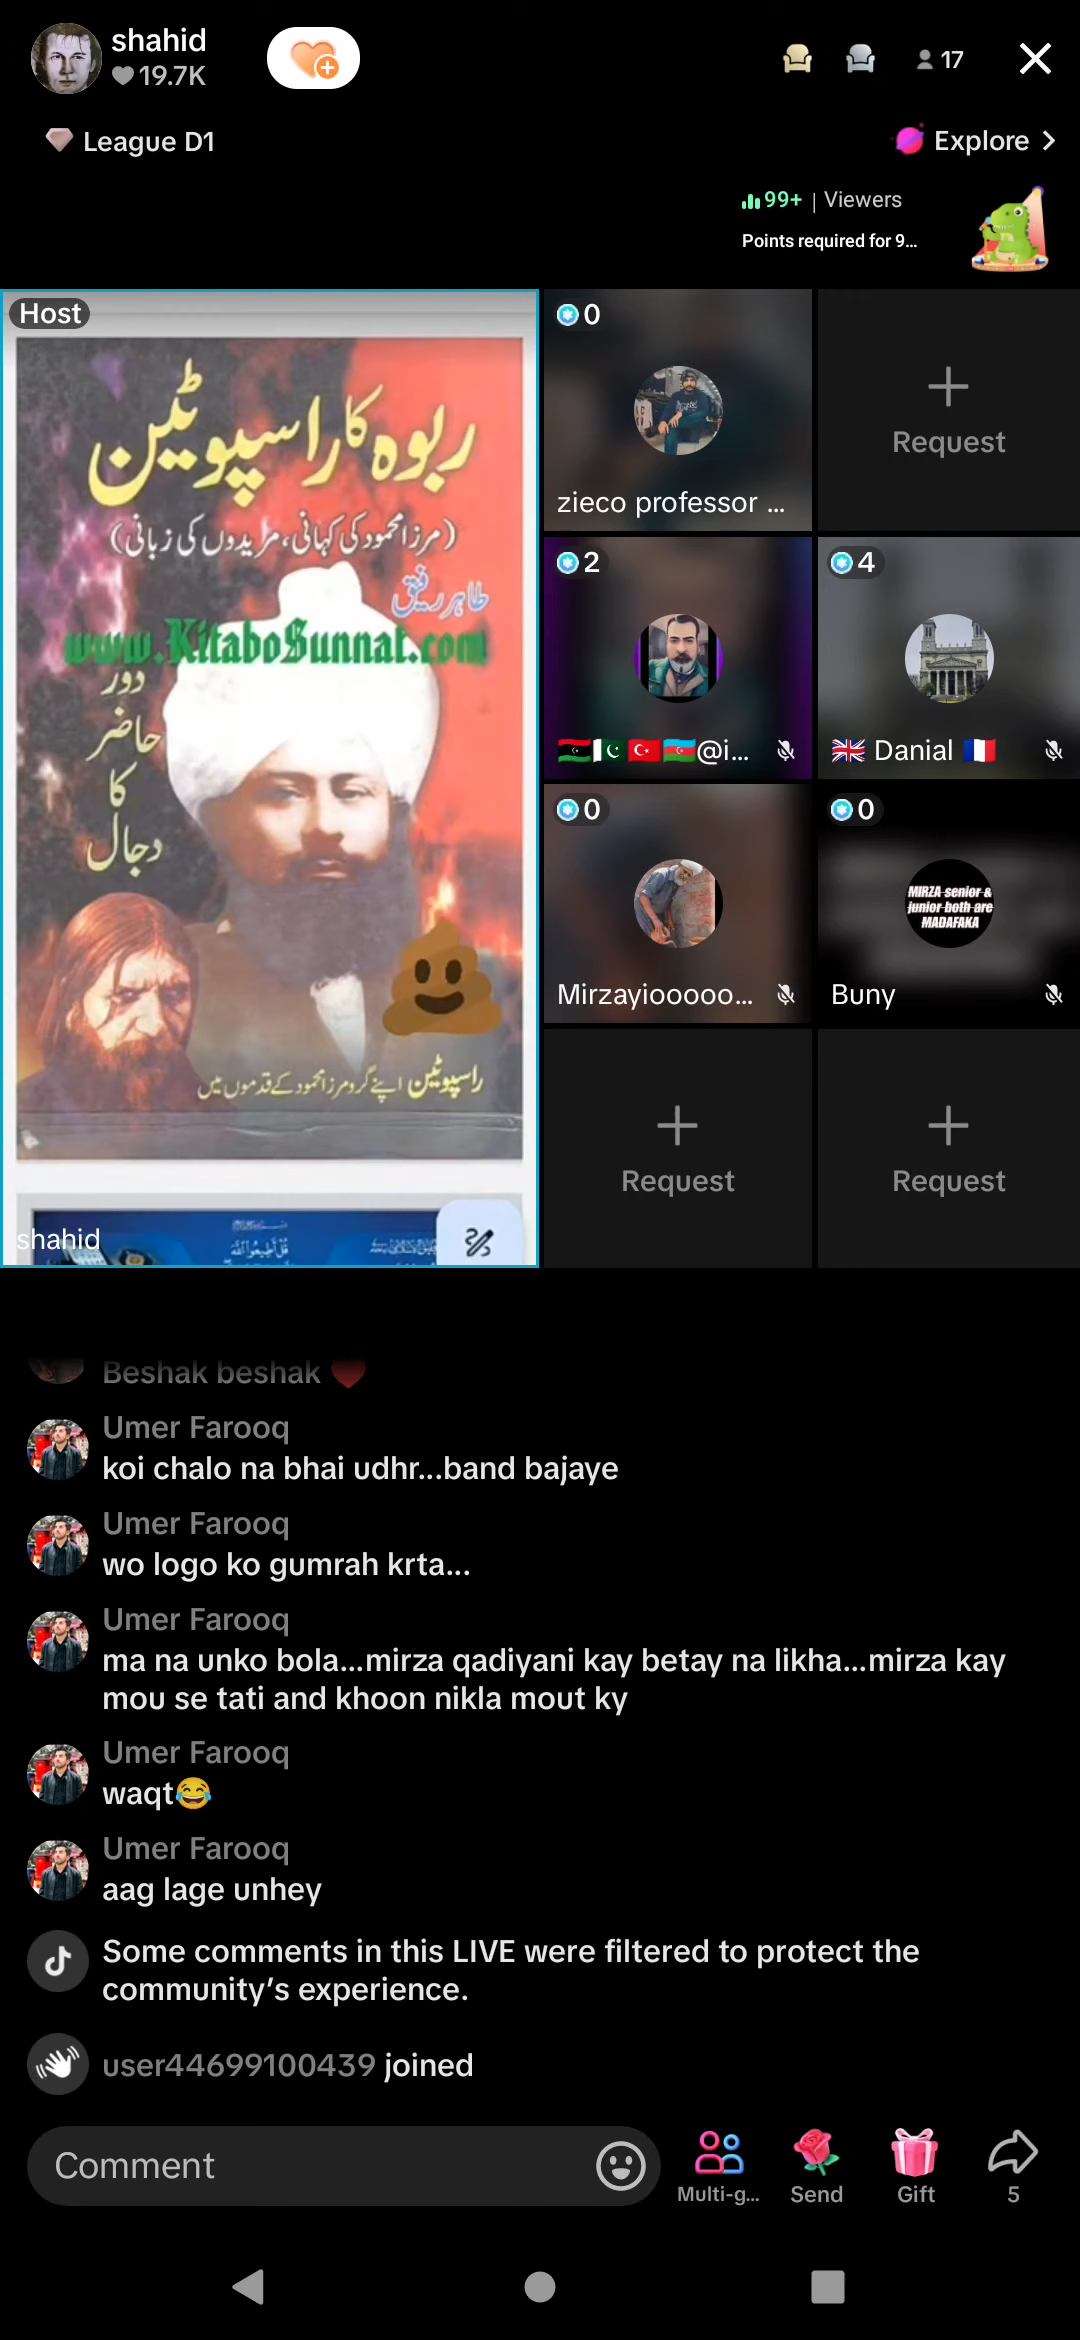 shahid
19.7K
17
League D1
Explore
99+ | Viewers
Points required for 9...
Host
ربوہ کا راسپوٹین
(مرزا محمود کی کہانی، مریدوں کی زبانی)
طاہر رفیق
www.KitaboSunnat.com
دور
حاضر
کا
دجال
راسپوٹین اپنے گرو مرزا محمود کے قدموں میں
قُلْ أَطِيعُوا اللَّهَ
shahid
0
zieco professor ...
Request
2
@i...
4
Danial
0
Mirzayiooooo...
0
MIRZA senior &
junior both are
MADAFAKA
Buny
Request
Request
Beshak beshak ❤️
Umer Farooq
koi chalo na bhai udhr...band bajaye
Umer Farooq
wo logo ko gumrah krta...
Umer Farooq
ma na unko bola...mirza qadiyani kay betay na likha...mirza kay
mou se tati and khoon nikla mout ky
Umer Farooq
waqt😂
Umer Farooq
aag lage unhey
Some comments in this LIVE were filtered to protect the
community's experience.
user44699100439 joined
Comment
Multi-g...
Send
Gift
5